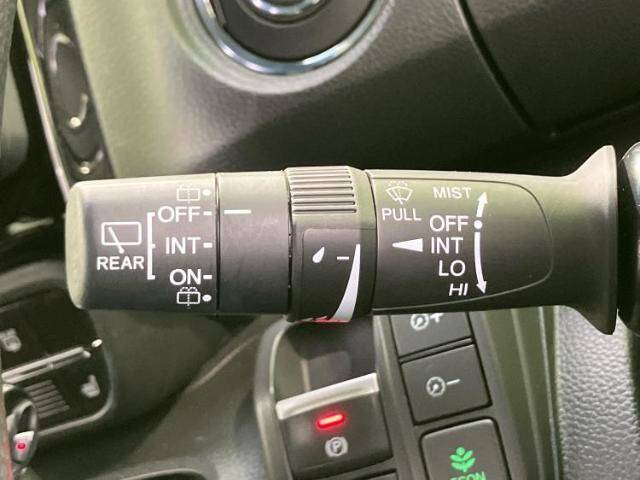 OFF
INT
REAR
ON
MIST
PULL
OFF
INT
LO
HI
P
ECON